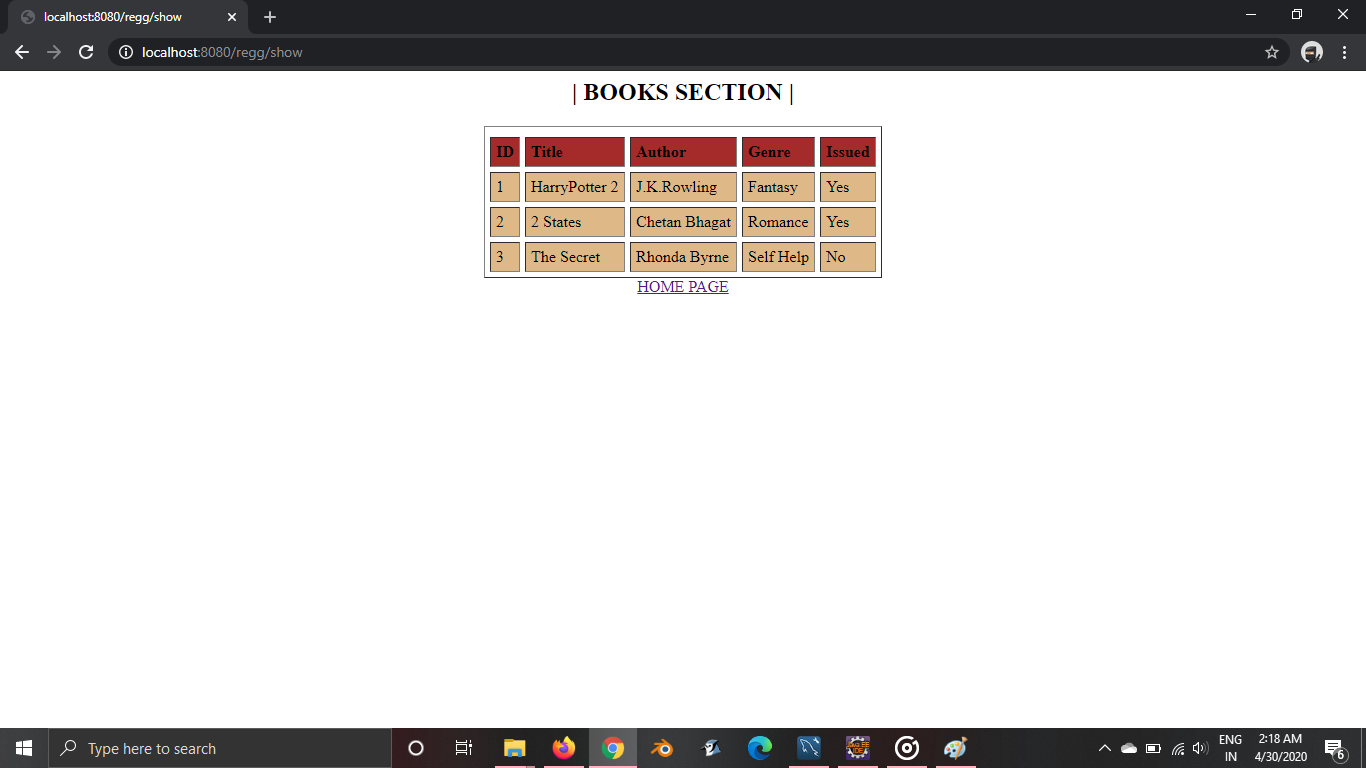 localhost:8080/regg/show
localhost:8080/regg/show
| BOOKS SECTION |
ID Title Author Genre Issued
1 HarryPotter 2 J.K.Rowling Fantasy Yes
2 2 States Chetan Bhagat Romance Yes
3 The Secret Rhonda Byrne Self Help No
HOME PAGE
Type here to search
ENG
IN
2:18 AM
4/30/2020
6